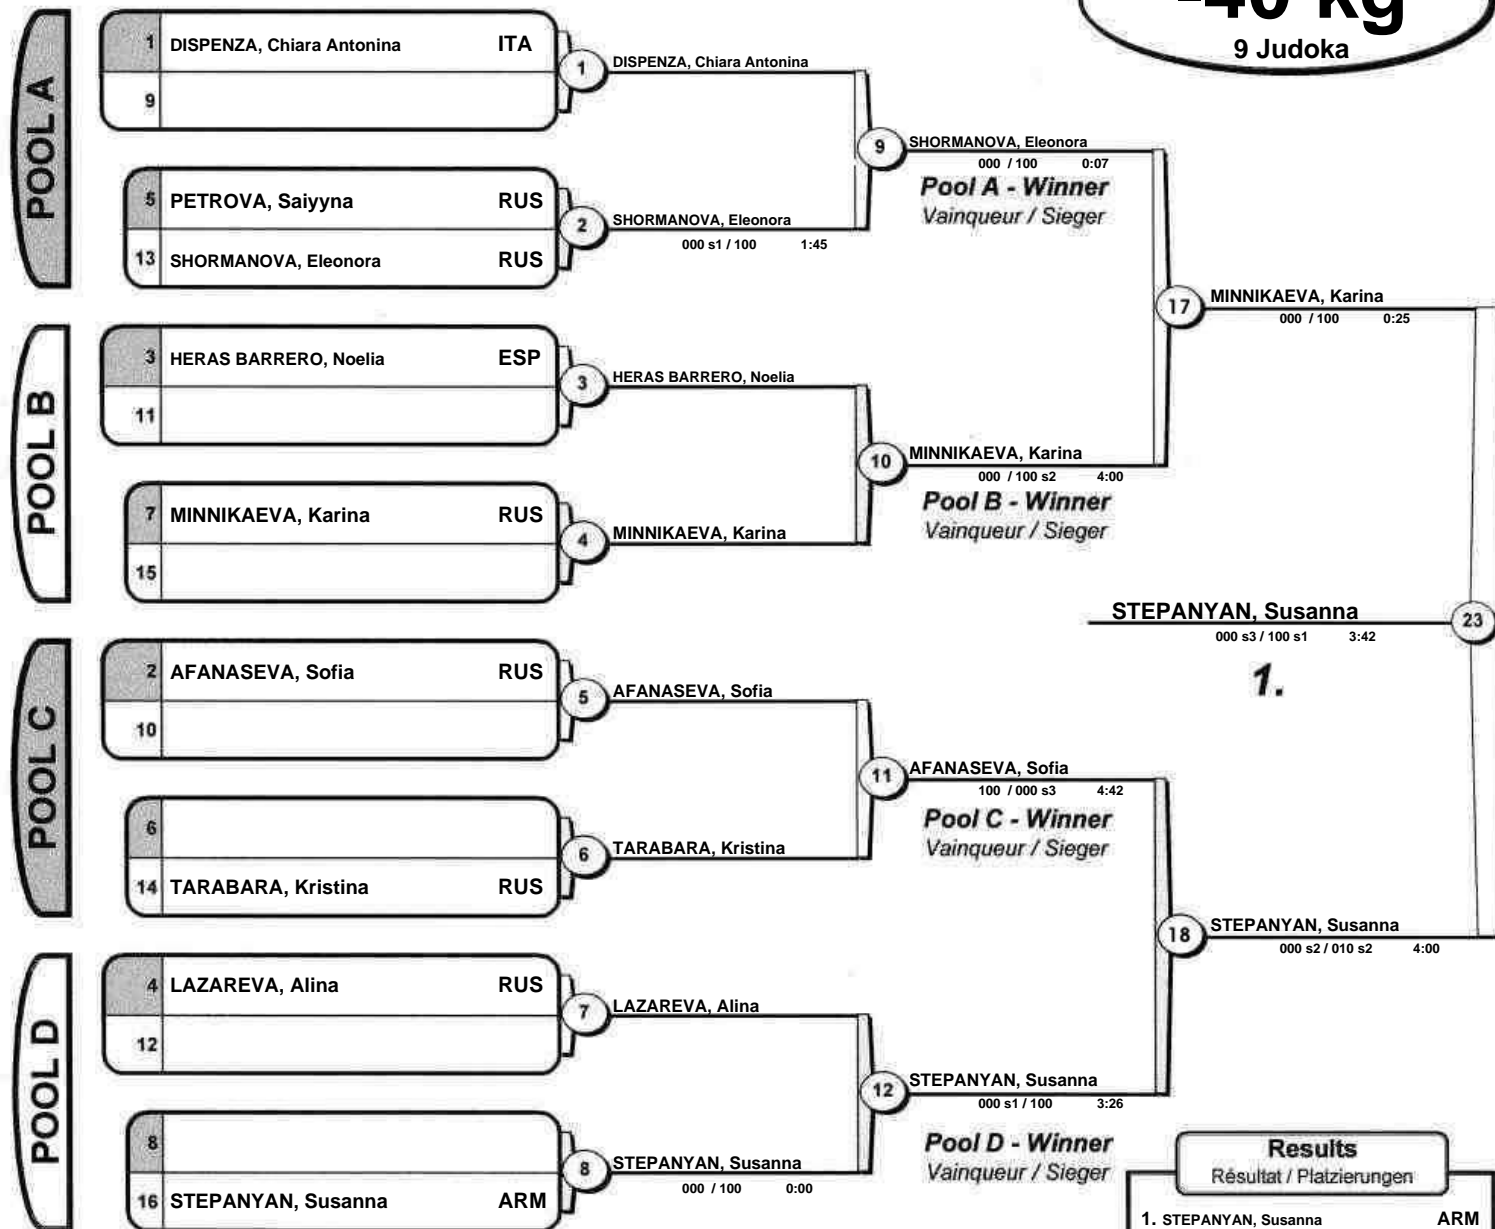 -40 kg
9 Judoka
POOL A
1 DISPENZA, Chiara Antonina ITA
9
1 DISPENZA, Chiara Antonina
5 PETROVA, Saiyyna RUS
13 SHORMANOVA, Eleonora RUS
2 SHORMANOVA, Eleonora
000 s1 / 100 1:45
9 SHORMANOVA, Eleonora
000 / 100 0:07
Pool A - Winner
Vainqueur / Sieger
POOL B
3 HERAS BARRERO, Noelia ESP
11
3 HERAS BARRERO, Noelia
7 MINNIKAEVA, Karina RUS
15
4 MINNIKAEVA, Karina
10 MINNIKAEVA, Karina
000 / 100 s2 4:00
Pool B - Winner
Vainqueur / Sieger
17 MINNIKAEVA, Karina
000 / 100 0:25
STEPANYAN, Susanna 23
000 s3 / 100 s1 3:42
1.
POOL C
2 AFANASEVA, Sofia RUS
10
5 AFANASEVA, Sofia
6
14 TARABARA, Kristina RUS
6 TARABARA, Kristina
11 AFANASEVA, Sofia
100 / 000 s3 4:42
Pool C - Winner
Vainqueur / Sieger
POOL D
4 LAZAREVA, Alina RUS
12
7 LAZAREVA, Alina
8
16 STEPANYAN, Susanna ARM
8 STEPANYAN, Susanna
000 / 100 0:00
12 STEPANYAN, Susanna
000 s1 / 100 3:26
Pool D - Winner
Vainqueur / Sieger
18 STEPANYAN, Susanna
000 s2 / 010 s2 4:00
Results
Résultat / Platzierungen
1. STEPANYAN, Susanna ARM